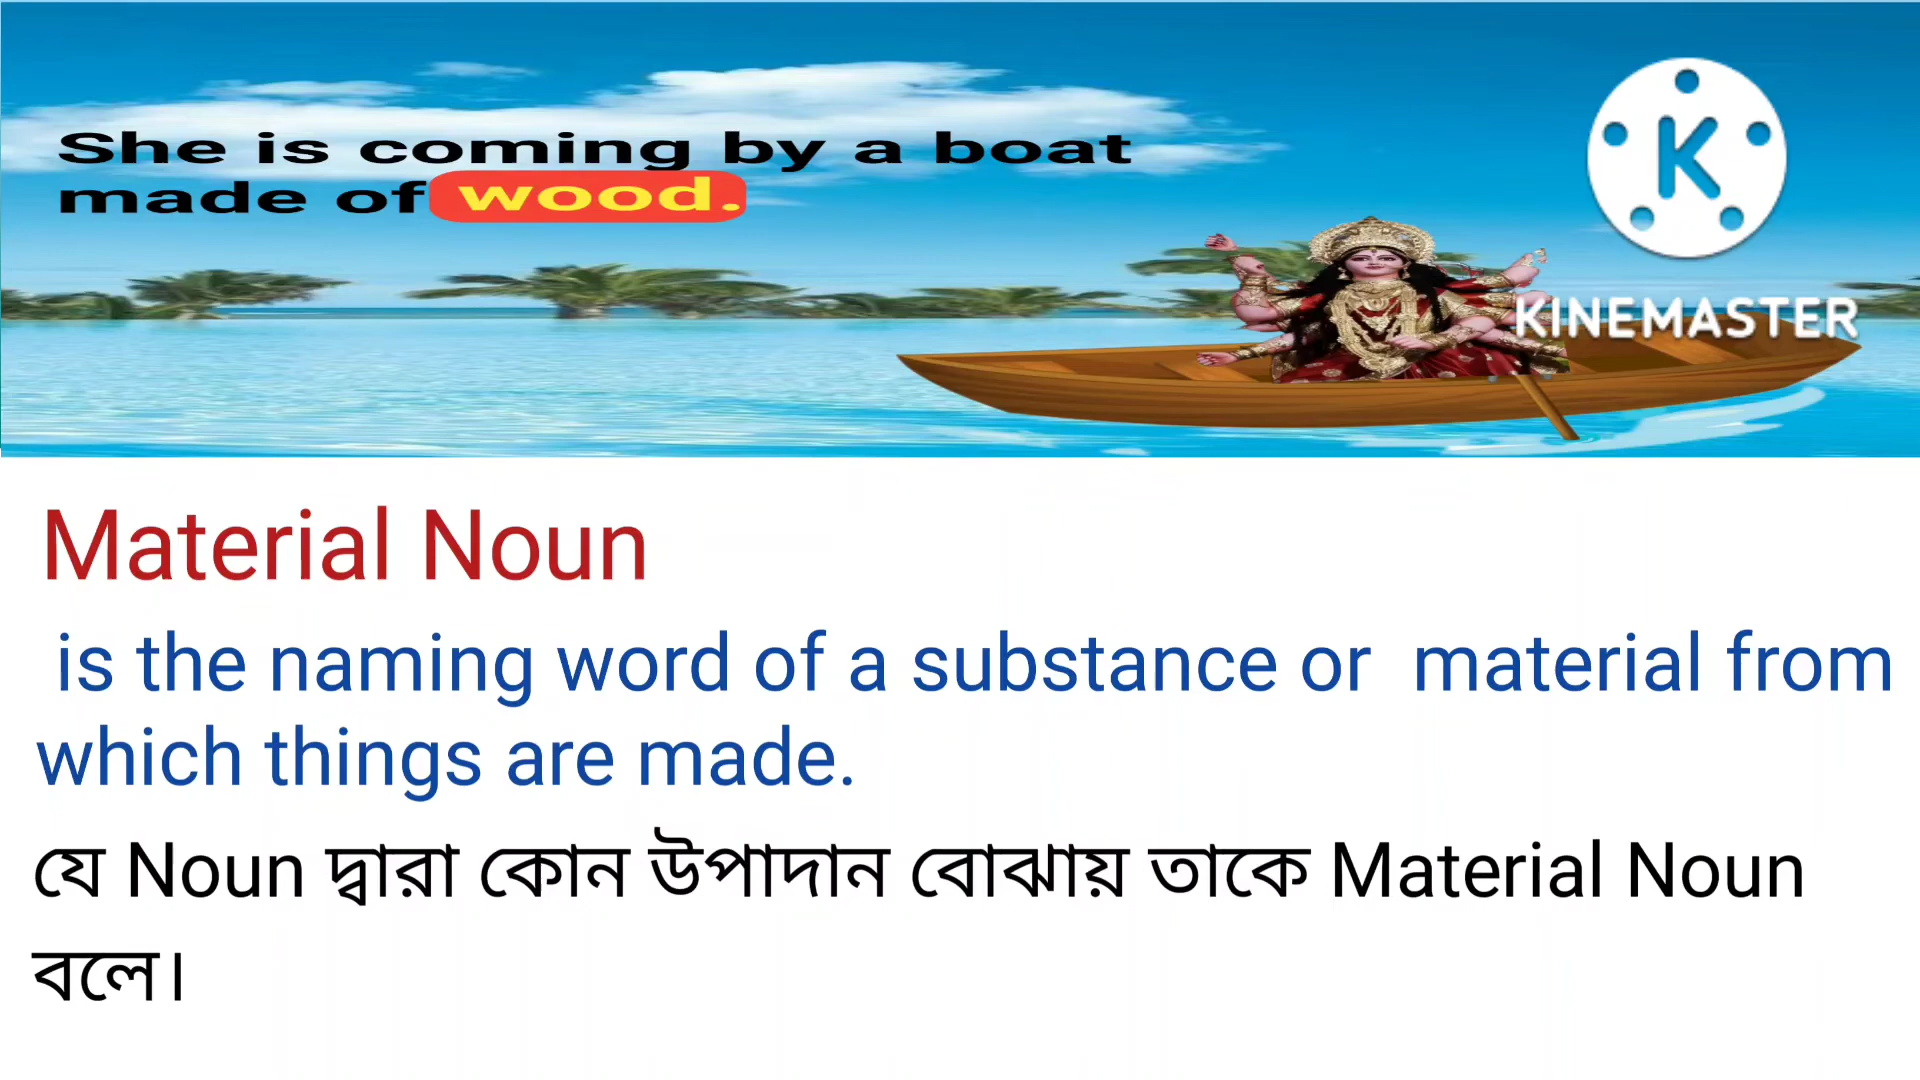 She is coming by a boat
made of wood.
K
KINEMASTER
Material Noun
is the naming word of a substance or material from
which things are made.
যে Noun দ্বারা কোন উপাদান বোঝায় তাকে Material Noun
বলে।